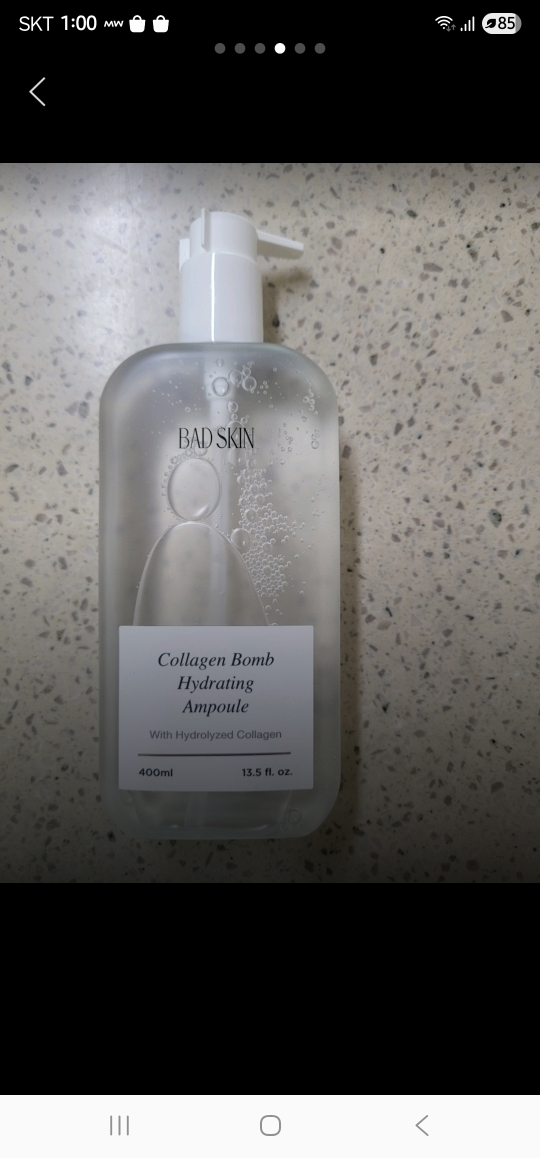 SKT 1:00
85
BAD SKIN
Collagen Bomb
Hydrating
Ampoule
With Hydrolyzed Collagen
400ml 13.5 fl. oz.